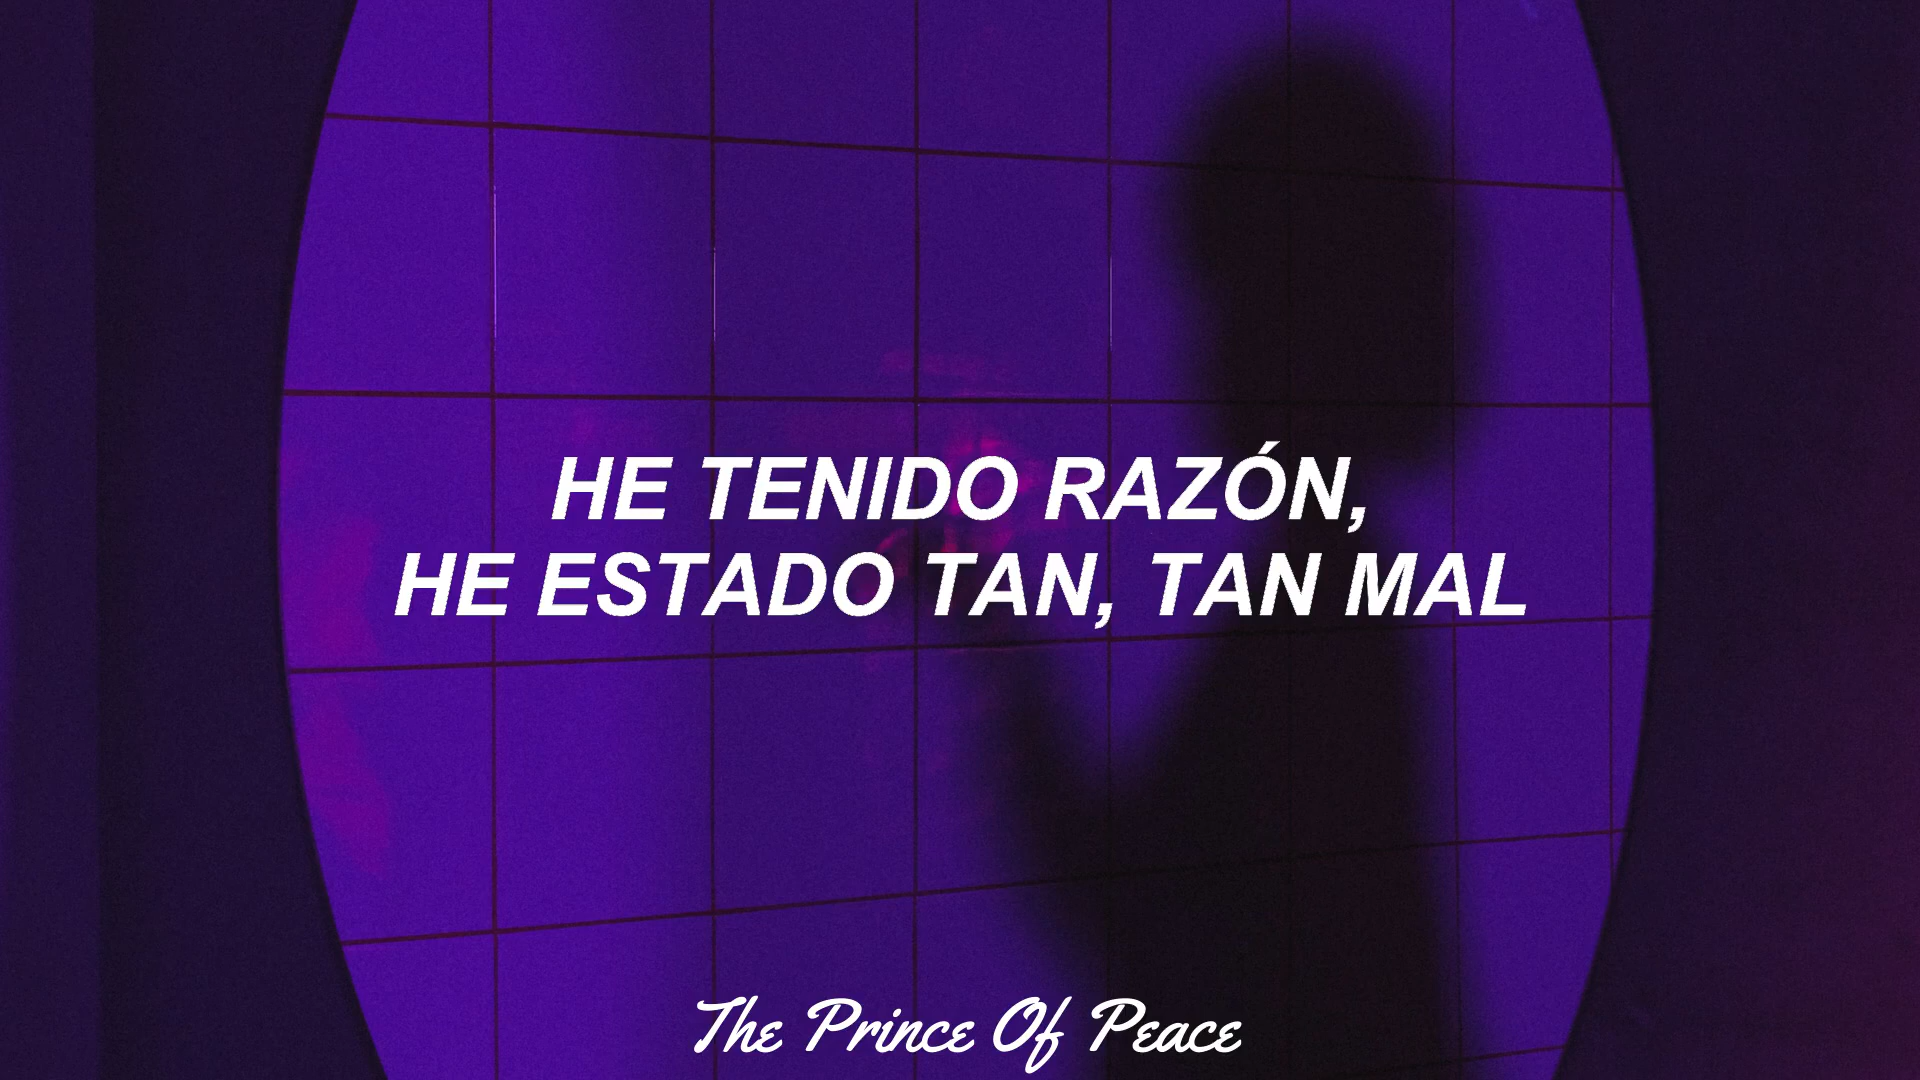 HE TENIDO RAZÓN,
HE ESTADO TAN, TAN MAL
The Prince Of Peace